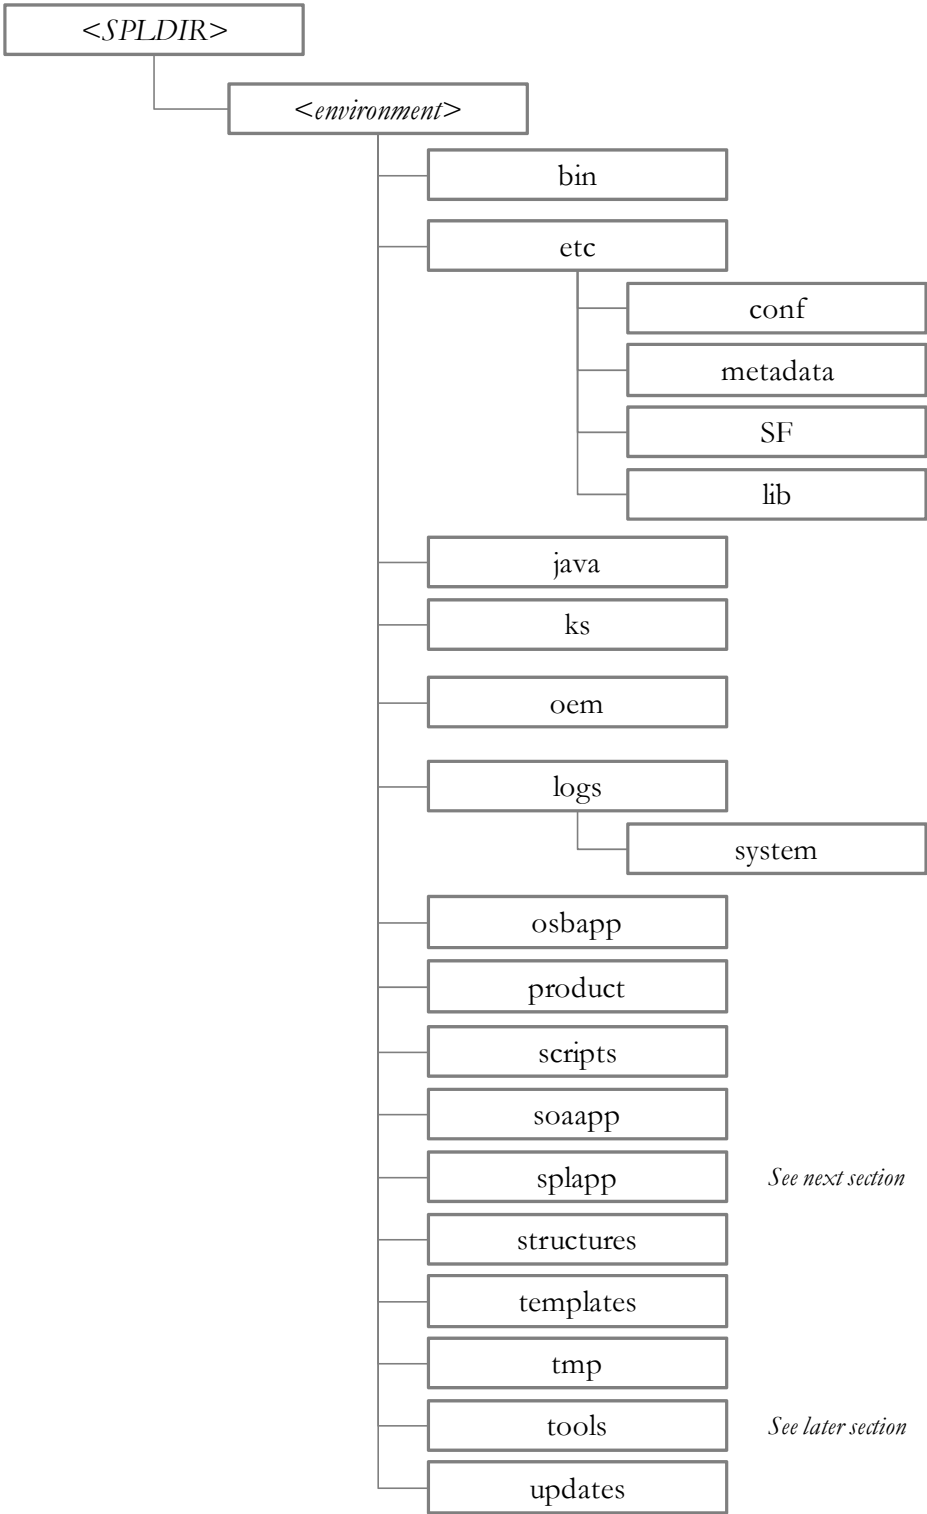 <SPLDIR>
<environment>
bin
etc
conf
metadata
SF
lib
java
ks
oem
logs
system
osbapp
product
scripts
soaapp
splapp See next section
structures
templates
tmp
tools See later section
updates